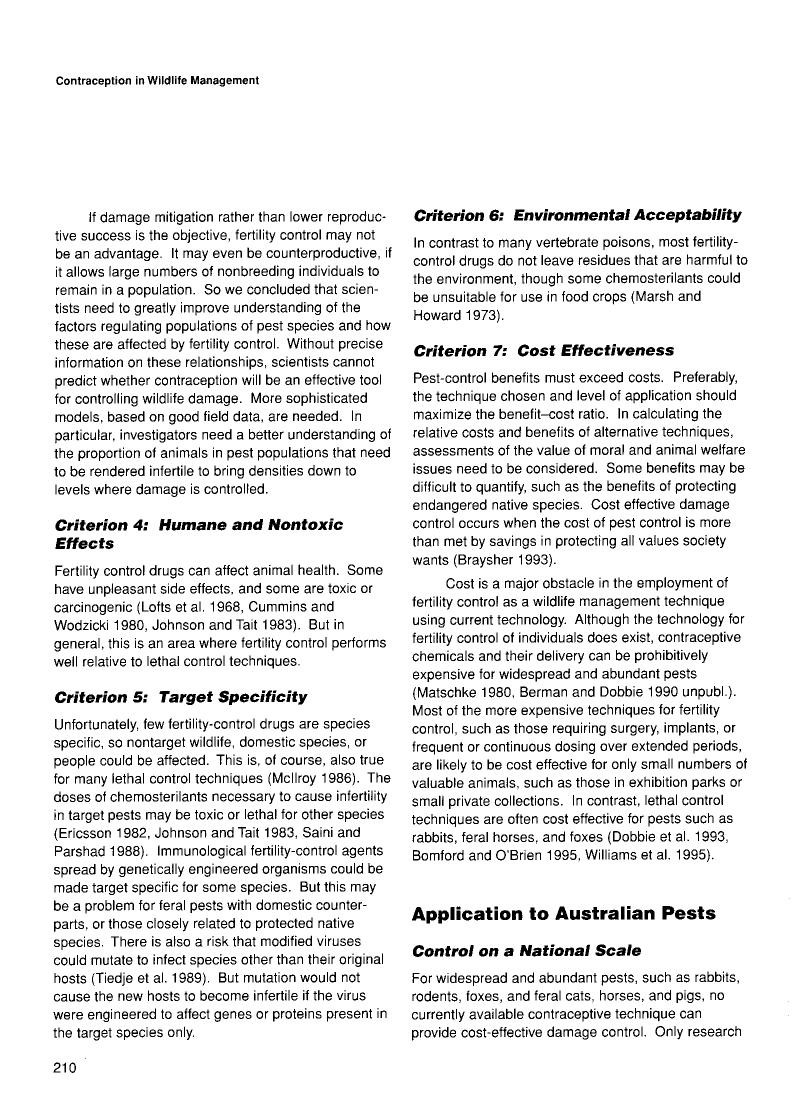 Contraception in Wildlife Management
If damage mitigation rather than lower reproduc-
tive success is the objective, fertility control may not
be an advantage. It may even be counterproductive, if
it allows large numbers of nonbreeding individuals to
remain in a population. So we concluded that scien-
tists need to greatly improve understanding of the
factors regulating populations of pest species and how
these are affected by fertility control. Without precise
information on these relationships, scientists cannot
predict whether contraception will be an effective tool
for controlling wildlife damage. More sophisticated
models, based on good field data, are needed. In
particular, investigators need a better understanding of
the proportion of animals in pest populations that need
to be rendered infertile to bring densities down to
levels where damage is controlled.
Criterion 4: Humane and Nontoxic
Effects
Fertility control drugs can affect animal health. Some
have unpleasant side effects, and some are toxic or
carcinogenic (Lofts et al. 1968, Cummins and
Wodzicki 1980, Johnson and Tait 1983). But in
general, this is an area where fertility control performs
well relative to lethal control techniques.
Criterion 5: Target Specificity
Unfortunately, few fertility-control drugs are species
specific, so nontarget wildlife, domestic species, or
people could be affected. This is, of course, also true
for many lethal control techniques (McIlroy 1986). The
doses of chemosterilants necessary to cause infertility
in target pests may be toxic or lethal for other species
(Ericsson 1982, Johnson and Tait 1983, Saini and
Parshad 1988). Immunological fertility-control agents
spread by genetically engineered organisms could be
made target specific for some species. But this may
be a problem for feral pests with domestic counter-
parts, or those closely related to protected native
species. There is also a risk that modified viruses
could mutate to infect species other than their original
hosts (Tiedje et al. 1989). But mutation would not
cause the new hosts to become infertile if the virus
were engineered to affect genes or proteins present in
the target species only.
Criterion 6: Environmental Acceptability
In contrast to many vertebrate poisons, most fertility-
control drugs do not leave residues that are harmful to
the environment, though some chemosterilants could
be unsuitable for use in food crops (Marsh and
Howard 1973).
Criterion 7: Cost Effectiveness
Pest-control benefits must exceed costs. Preferably,
the technique chosen and level of application should
maximize the benefit–cost ratio. In calculating the
relative costs and benefits of alternative techniques,
assessments of the value of moral and animal welfare
issues need to be considered. Some benefits may be
difficult to quantify, such as the benefits of protecting
endangered native species. Cost effective damage
control occurs when the cost of pest control is more
than met by savings in protecting all values society
wants (Braysher 1993).
Cost is a major obstacle in the employment of
fertility control as a wildlife management technique
using current technology. Although the technology for
fertility control of individuals does exist, contraceptive
chemicals and their delivery can be prohibitively
expensive for widespread and abundant pests
(Matschke 1980, Berman and Dobbie 1990 unpubl.).
Most of the more expensive techniques for fertility
control, such as those requiring surgery, implants, or
frequent or continuous dosing over extended periods,
are likely to be cost effective for only small numbers of
valuable animals, such as those in exhibition parks or
small private collections. In contrast, lethal control
techniques are often cost effective for pests such as
rabbits, feral horses, and foxes (Dobbie et al. 1993,
Bomford and O'Brien 1995, Williams et al. 1995).
Application to Australian Pests
Control on a National Scale
For widespread and abundant pests, such as rabbits,
rodents, foxes, and feral cats, horses, and pigs, no
currently available contraceptive technique can
provide cost-effective damage control. Only research
210